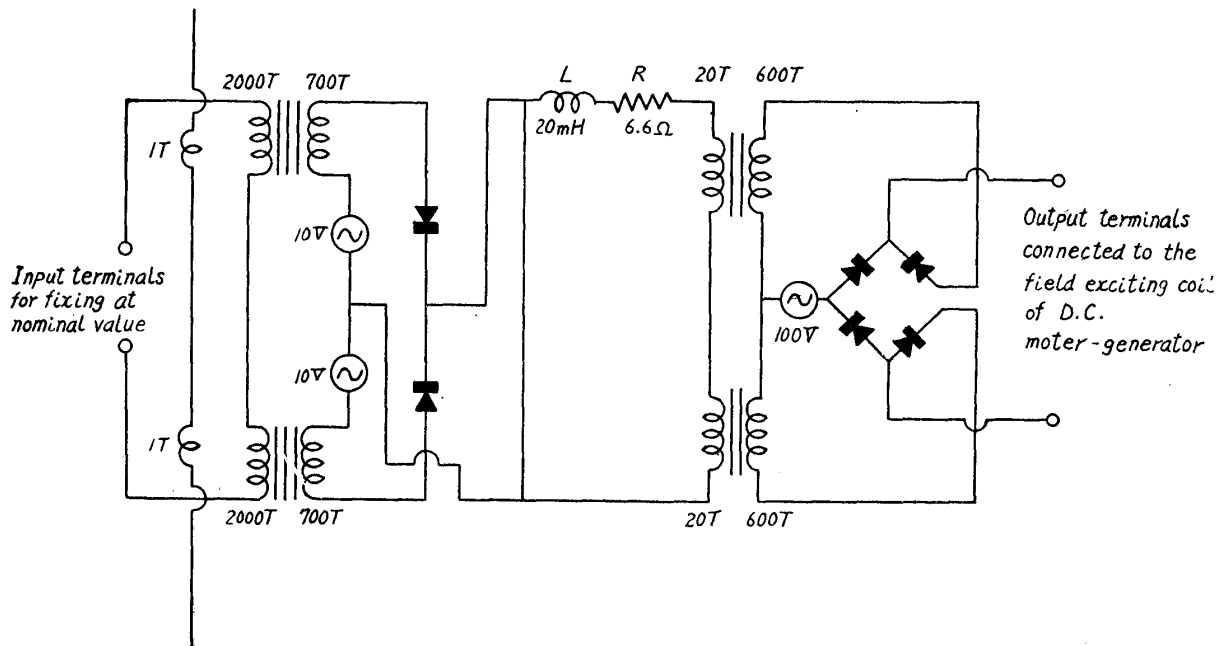 2000T
700T
1T
10V
10V
1T
2000T
700T
Input terminals
for fixing at
nominal value
L
R
20mH
6.6Ω
20T
600T
100V
20T
600T
Output terminals
connected to the
field exciting
of D.C.
moter-generator